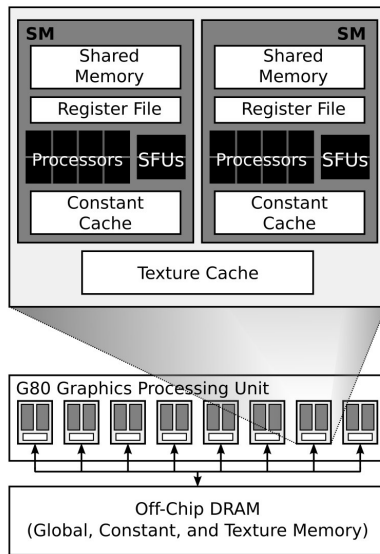 SM
Shared
Memory
Register File
Processors
SFUs
Constant
Cache
SM
Shared
Memory
Register File
Processors
SFUs
Constant
Cache
Texture Cache
G80 Graphics Processing Unit
Off-Chip DRAM
(Global, Constant, and Texture Memory)